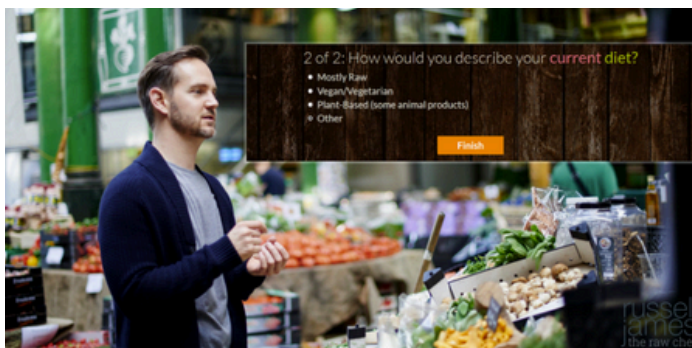 2 of 2: How would you describe your current diet?
Mostly Raw
Vegan/Vegetarian
Plant-Based (some animal products)
Other
Finish
russell
james
the raw chef